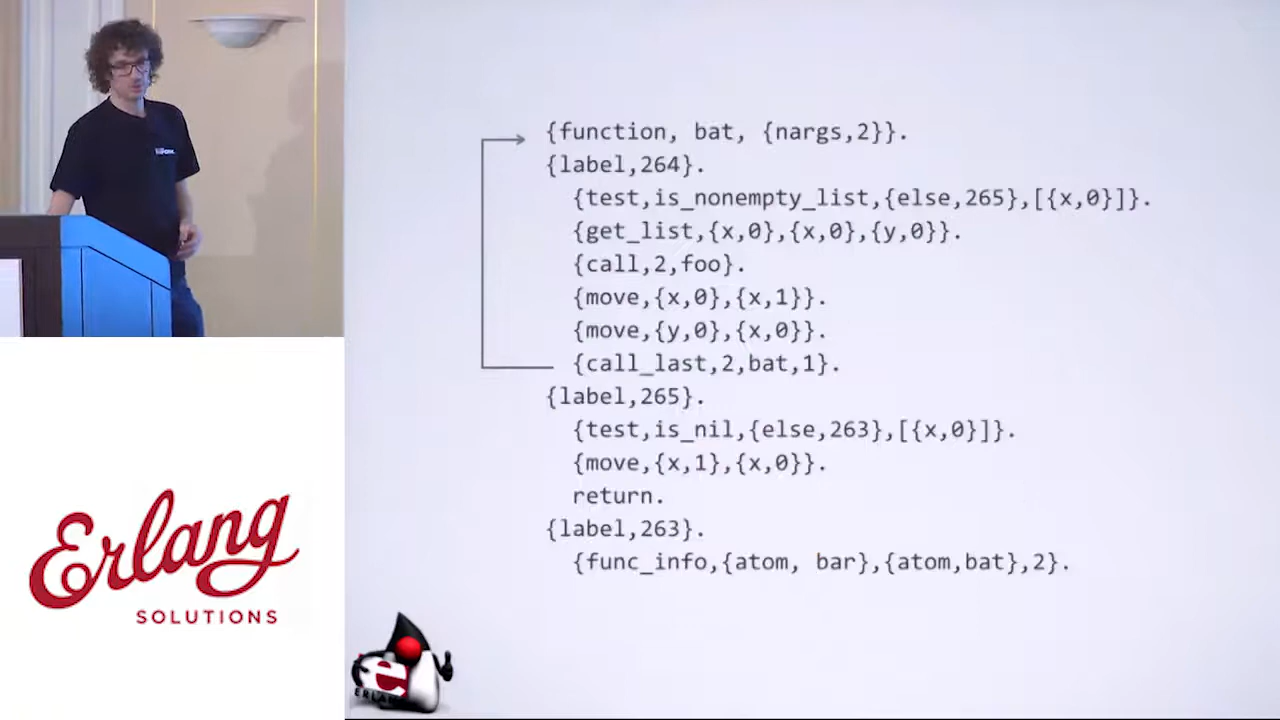 {function, bat, {nargs,2}}.
{label,264}.
{test,is_nonempty_list,{else,265},[{x,0}]}.
{get_list,{x,0},{x,0},{y,0}}.
{call,2,foo}.
{move,{x,0},{x,1}}.
{move,{y,0},{x,0}}.
{call_last,2,bat,1}.
{label,265}.
{test,is_nil,{else,263},[{x,0}]}.
{move,{x,1},{x,0}}.
return.
{label,263}.
{func_info,{atom, bar},{atom,bat},2}.
Erlang
SOLUTIONS
e